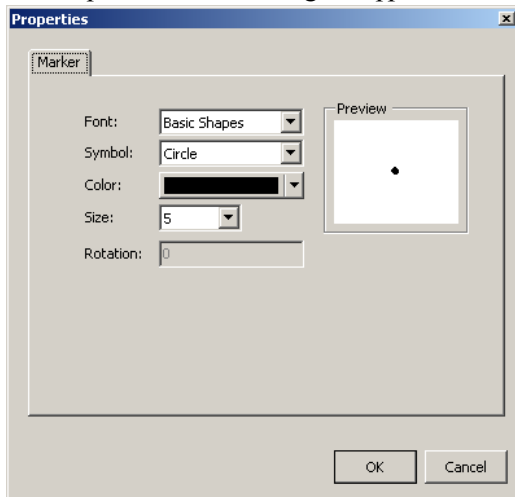 Properties
Marker
Font: Basic Shapes
Preview
Symbol: Circle
Color:
Size: 5
Rotation: 0
OK Cancel